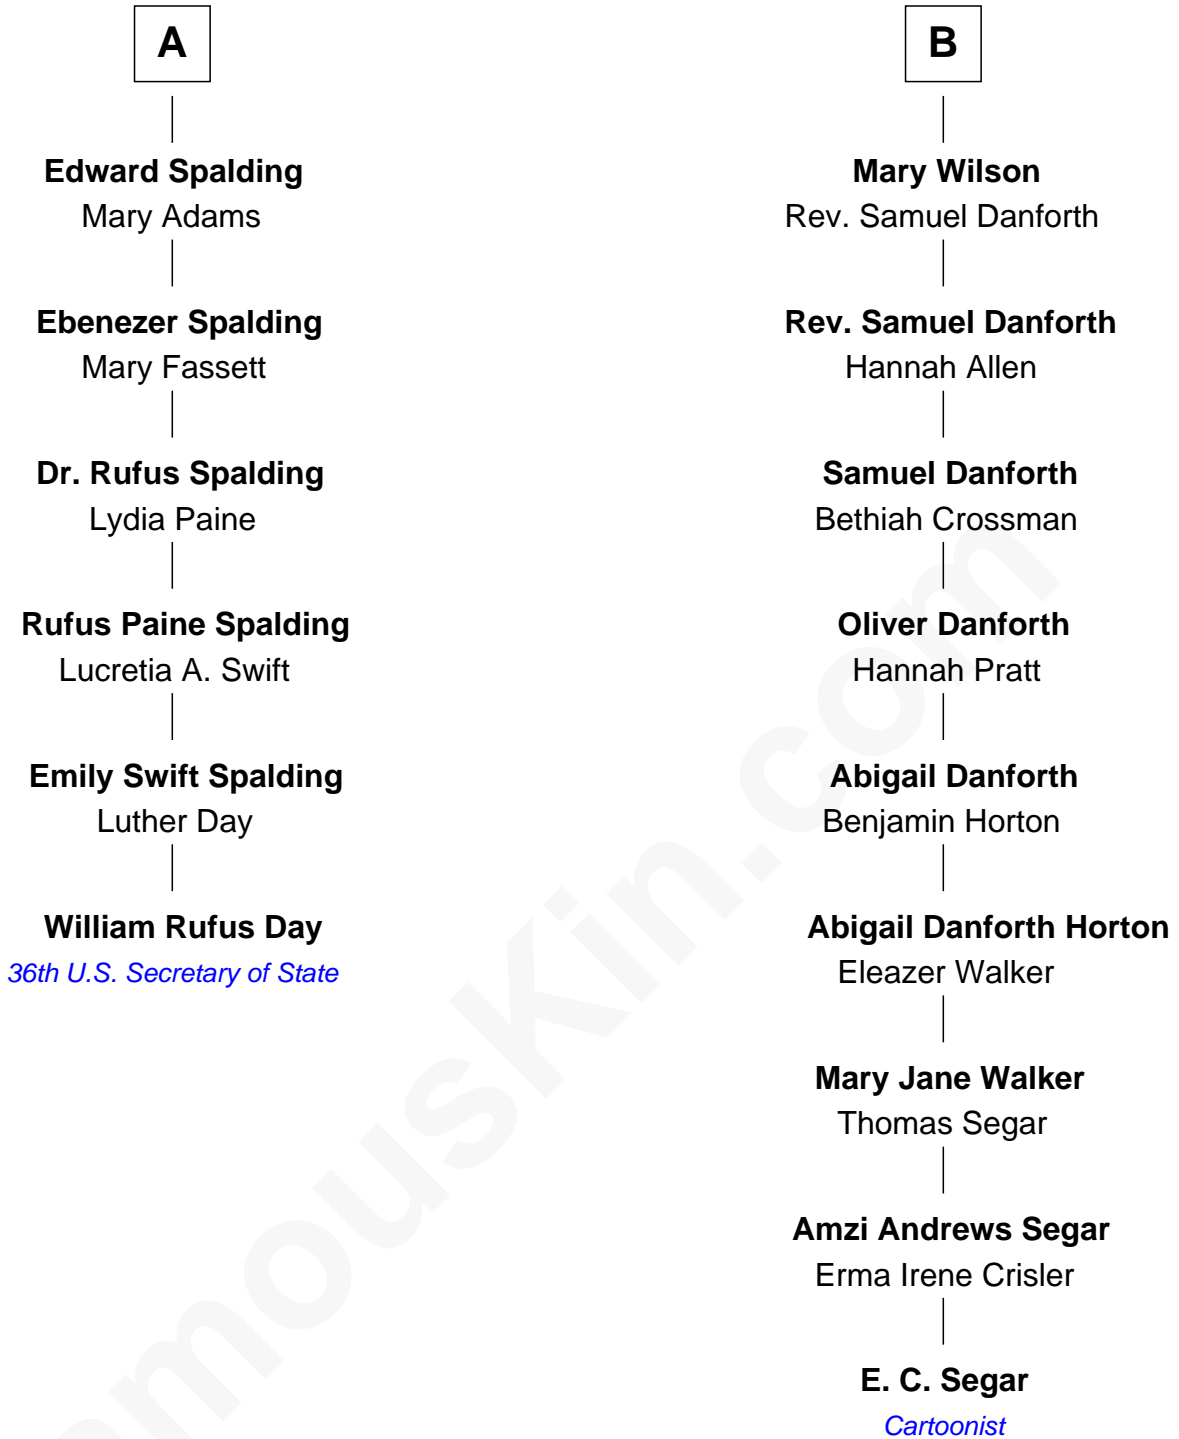 A
Edward Spalding
Mary Adams
Ebenezer Spalding
Mary Fassett
Dr. Rufus Spalding
Lydia Paine
Rufus Paine Spalding
Lucretia A. Swift
Emily Swift Spalding
Luther Day
William Rufus Day
36th U.S. Secretary of State
B
Mary Wilson
Rev. Samuel Danforth
Rev. Samuel Danforth
Hannah Allen
Samuel Danforth
Bethiah Crossman
Oliver Danforth
Hannah Pratt
Abigail Danforth
Benjamin Horton
Abigail Danforth Horton
Eleazer Walker
Mary Jane Walker
Thomas Segar
Amzi Andrews Segar
Erma Irene Crisler
E. C. Segar
Cartoonist
amouskin.com